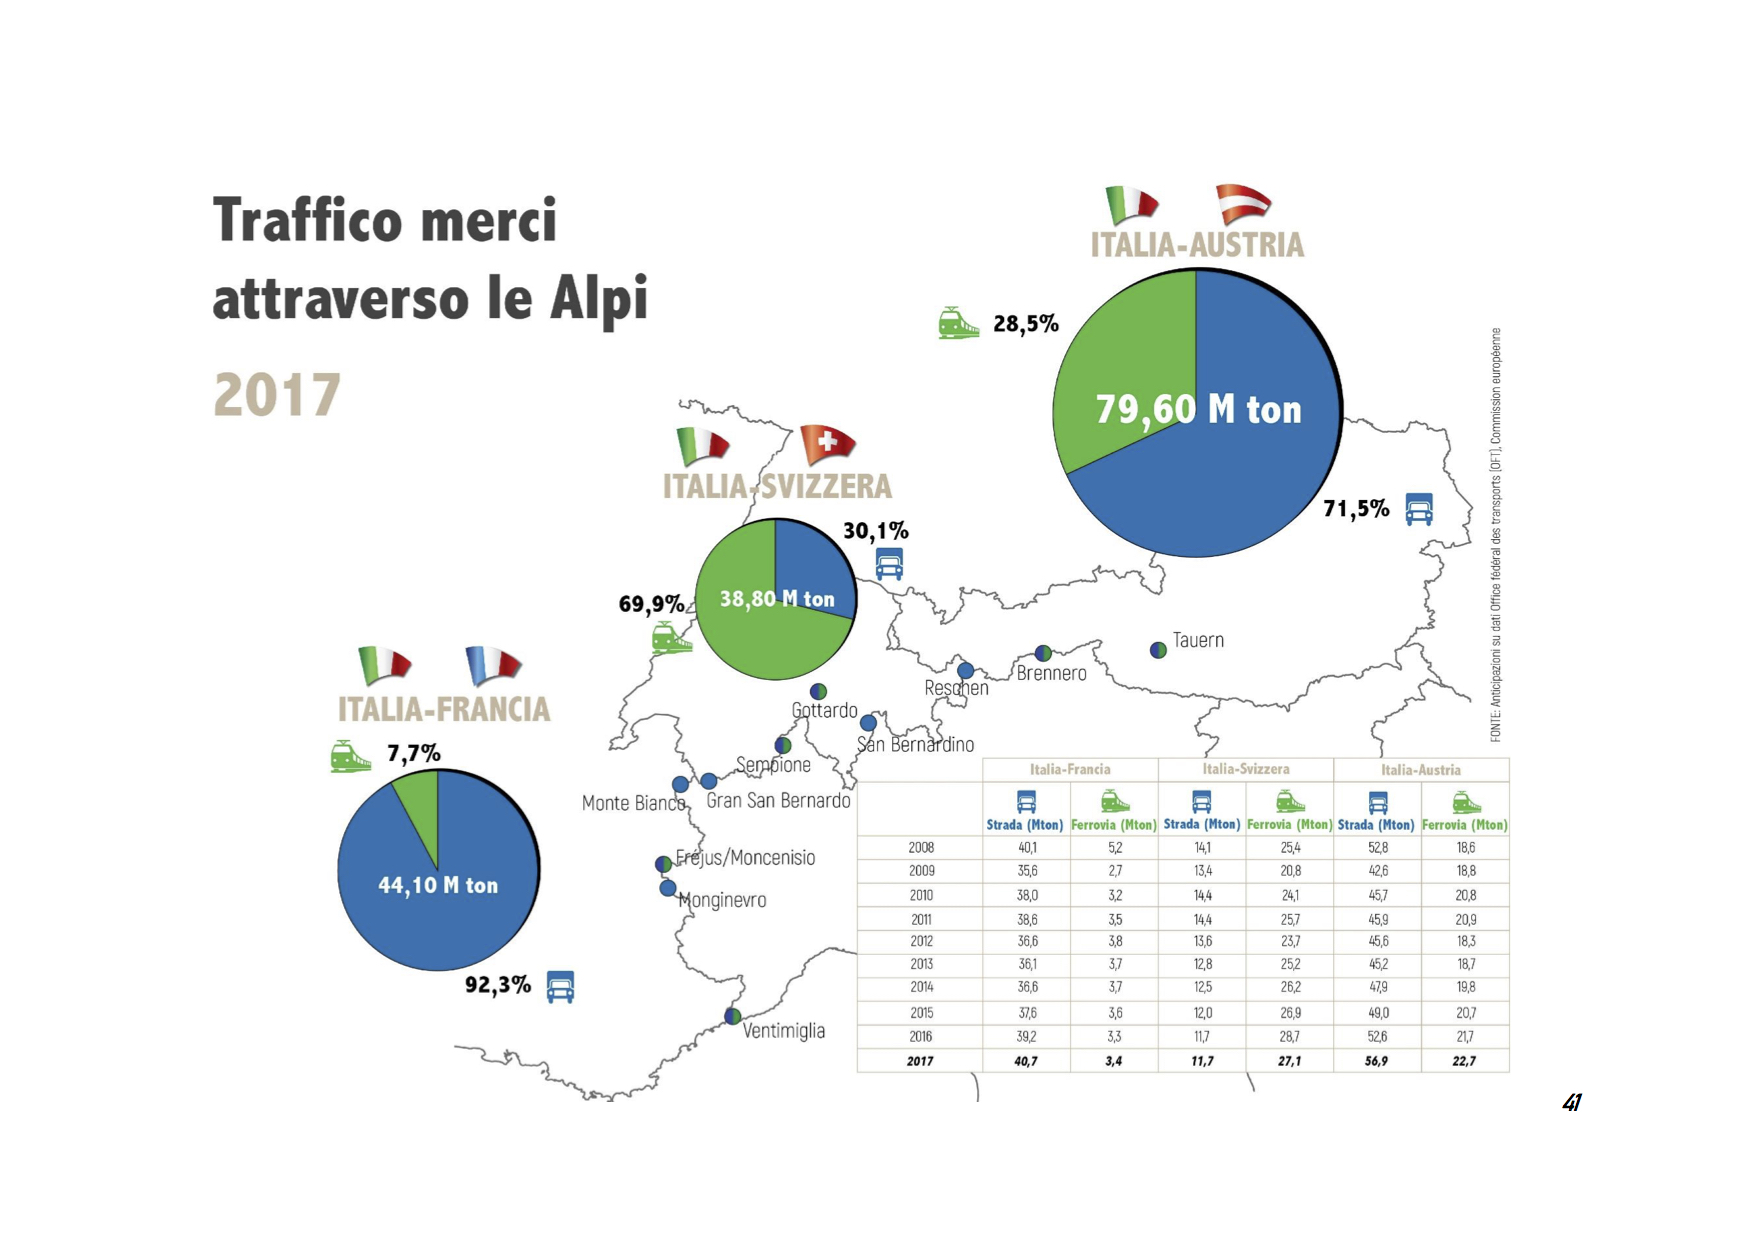 Traffico merci
attraverso le Alpi
2017
ITALIA-AUSTRIA
28,5%
79,60 M ton
71,5%
ITALIA-SVIZZERA
30,1%
69,9%
38,80 M ton
ITALIA-FRANCIA
7,7%
44,10 M ton
92,3%
Tauern
Brennero
Reschen
Gottardo
San Bernardino
Sempione
Monte Bianco
Gran San Bernardo
Fréjus/Moncenisio
Monginevro
Ventimiglia
FONTE: Anticipazioni su dati Office fédéral des transports (OFT), Commission européenne
Italia-Francia Italia-Svizzera Italia-Austria
Strada (Mton) Ferrovia (Mton) Strada (Mton) Ferrovia (Mton) Strada (Mton) Ferrovia (Mton)
2008 40,1 5,2 14,1 25,4 52,8 18,6
2009 35,6 2,7 13,4 20,8 42,6 18,8
2010 38,0 3,2 14,4 24,1 45,7 20,8
2011 38,6 3,5 14,4 25,7 45,9 20,9
2012 36,6 3,8 13,6 23,7 45,6 18,3
2013 36,1 3,7 12,8 25,2 45,2 18,7
2014 36,6 3,7 12,5 26,2 47,9 19,8
2015 37,6 3,6 12,0 26,9 49,0 20,7
2016 39,2 3,3 11,7 28,7 52,6 21,7
2017 40,7 3,4 11,7 27,1 56,9 22,7
41